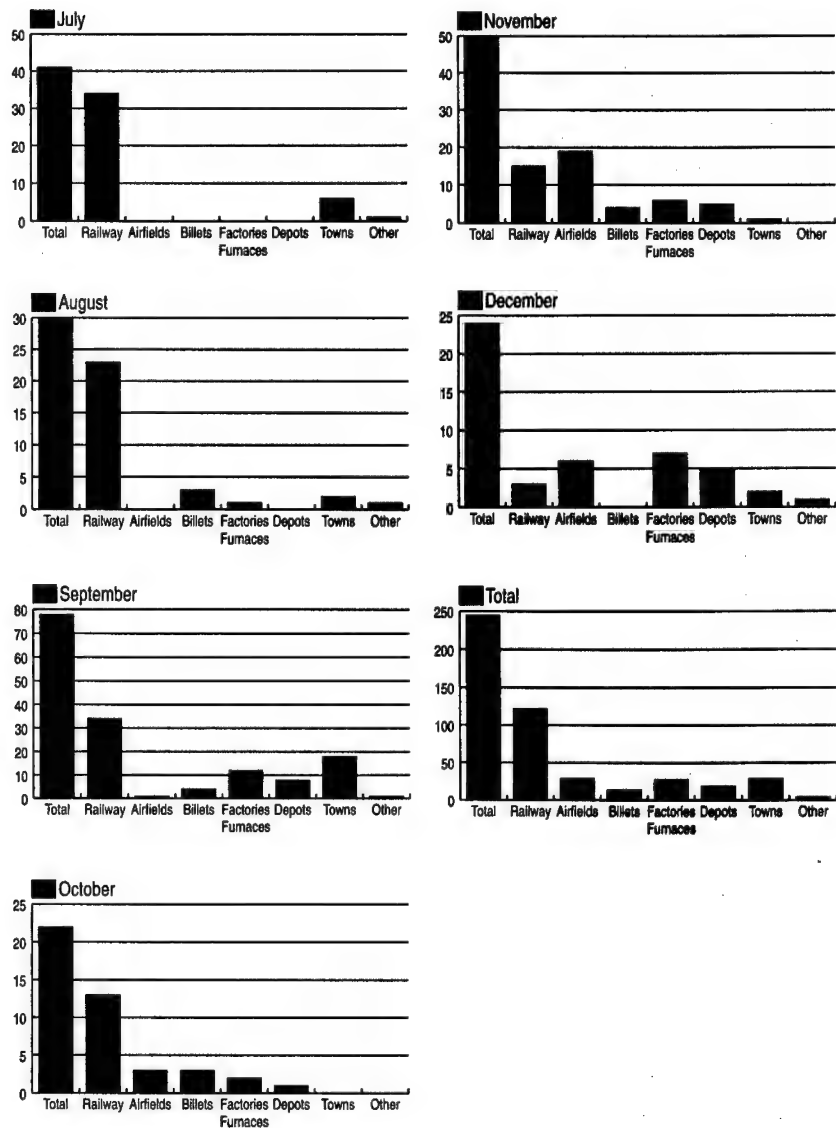 July
50
40
30
20
10
0
Total Railway Airfields Billets Factories Depots Towns Other
Furnaces
August
30
25
20
15
10
5
0
Total Railway Airfields Billets Factories Depots Towns Other
Furnaces
September
80
70
60
50
40
30
20
10
0
Total Railway Airfields Billets Factories Depots Towns Other
Furnaces
October
25
20
15
10
5
0
Total Railway Airfields Billets Factories Depots Towns Other
Furnaces
November
50
40
30
20
10
0
Total Railway Airfields Billets Factories Depots Towns Other
Furnaces
December
25
20
15
10
5
0
Total Railway Airfields Billets Factories Depots Towns Other
Furnaces
Total
250
200
150
100
50
0
Total Railway Airfields Billets Factories Depots Towns Other
Furnaces